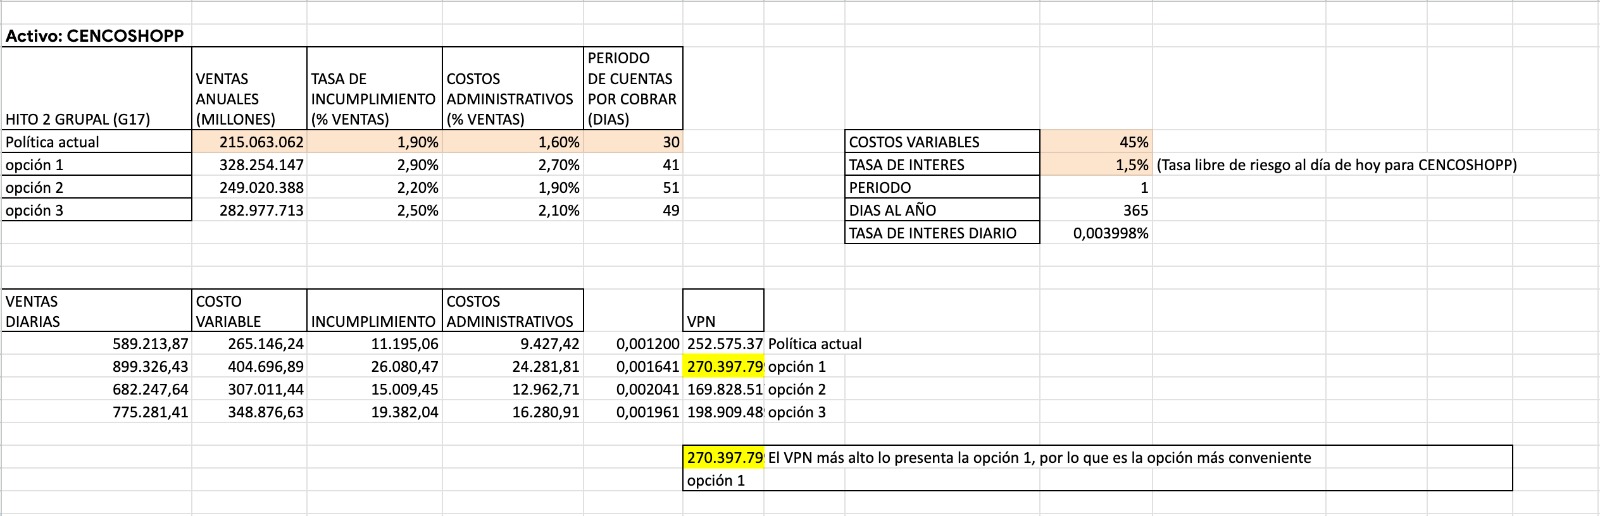 Activo: CENCOSHOPP
HITO 2 GRUPAL (G17) VENTAS ANUALES (MILLONES) TASA DE INCUMPLIMIENTO (% VENTAS) COSTOS ADMINISTRATIVOS (% VENTAS) PERIODO DE CUENTAS POR COBRAR (DIAS)
Política actual 215.063.062 1,90% 1,60% 30 COSTOS VARIABLES 45%
opción 1 328.254.147 2,90% 2,70% 41 TASA DE INTERES 1,5% (Tasa libre de riesgo al día de hoy para CENCOSHOPP)
opción 2 249.020.388 2,20% 1,90% 51 PERIODO 1
opción 3 282.977.713 2,50% 2,10% 49 DIAS AL AÑO 365
TASA DE INTERES DIARIO 0,003998%
VENTAS DIARIAS COSTO VARIABLE INCUMPLIMIENTO COSTOS ADMINISTRATIVOS VPN
589.213,87 265.146,24 11.195,06 9.427,42 0,001200 252.575.37 Política actual
899.326,43 404.696,89 26.080,47 24.281,81 0,001641 270.397.79 opción 1
682.247,64 307.011,44 15.009,45 12.962,71 0,002041 169.828.51 opción 2
775.281,41 348.876,63 19.382,04 16.280,91 0,001961 198.909.48 opción 3
270.397.79 El VPN más alto lo presenta la opción 1, por lo que es la opción más conveniente
opción 1